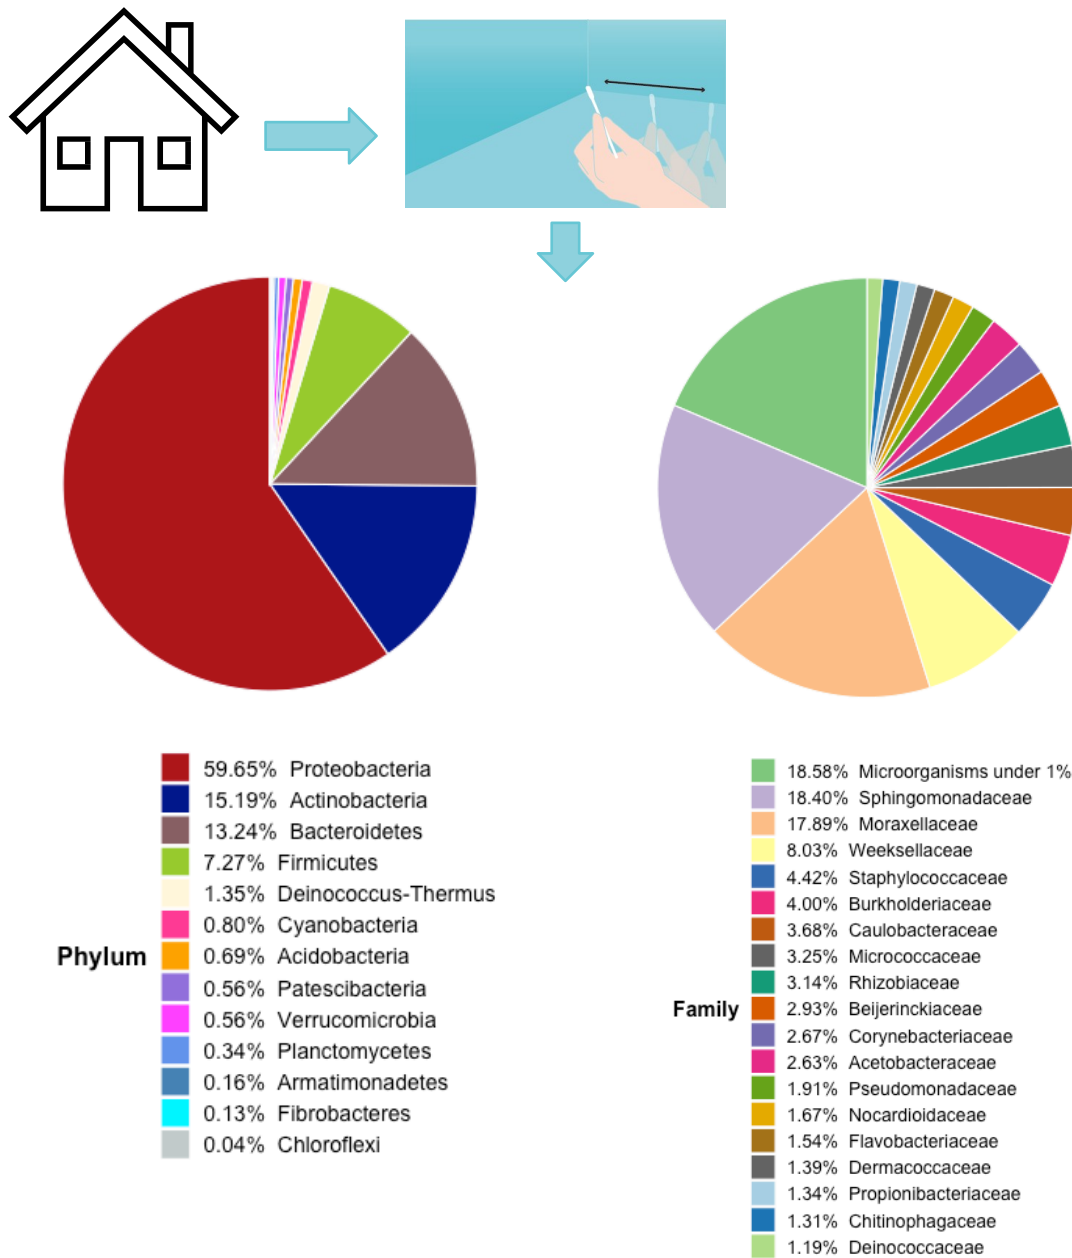 Phylum
59.65% Proteobacteria
15.19% Actinobacteria
13.24% Bacteroidetes
7.27% Firmicutes
1.35% Deinococcus-Thermus
0.80% Cyanobacteria
0.69% Acidobacteria
0.56% Patescibacteria
0.56% Verrucomicrobia
0.34% Planctomycetes
0.16% Armatimonadetes
0.13% Fibrobacteres
0.04% Chloroflexi
Family
18.58% Microorganisms under 1%
18.40% Sphingomonadaceae
17.89% Moraxellaceae
8.03% Weeksellaceae
4.42% Staphylococcaceae
4.00% Burkholderiaceae
3.68% Caulobacteraceae
3.25% Micrococcaceae
3.14% Rhizobiaceae
2.93% Beijerinckiaceae
2.67% Corynebacteriaceae
2.63% Acetobacteraceae
1.91% Pseudomonadaceae
1.67% Nocardioidaceae
1.54% Flavobacteriaceae
1.39% Dermacoccaceae
1.34% Propionibacteriaceae
1.31% Chitinophagaceae
1.19% Deinococcaceae